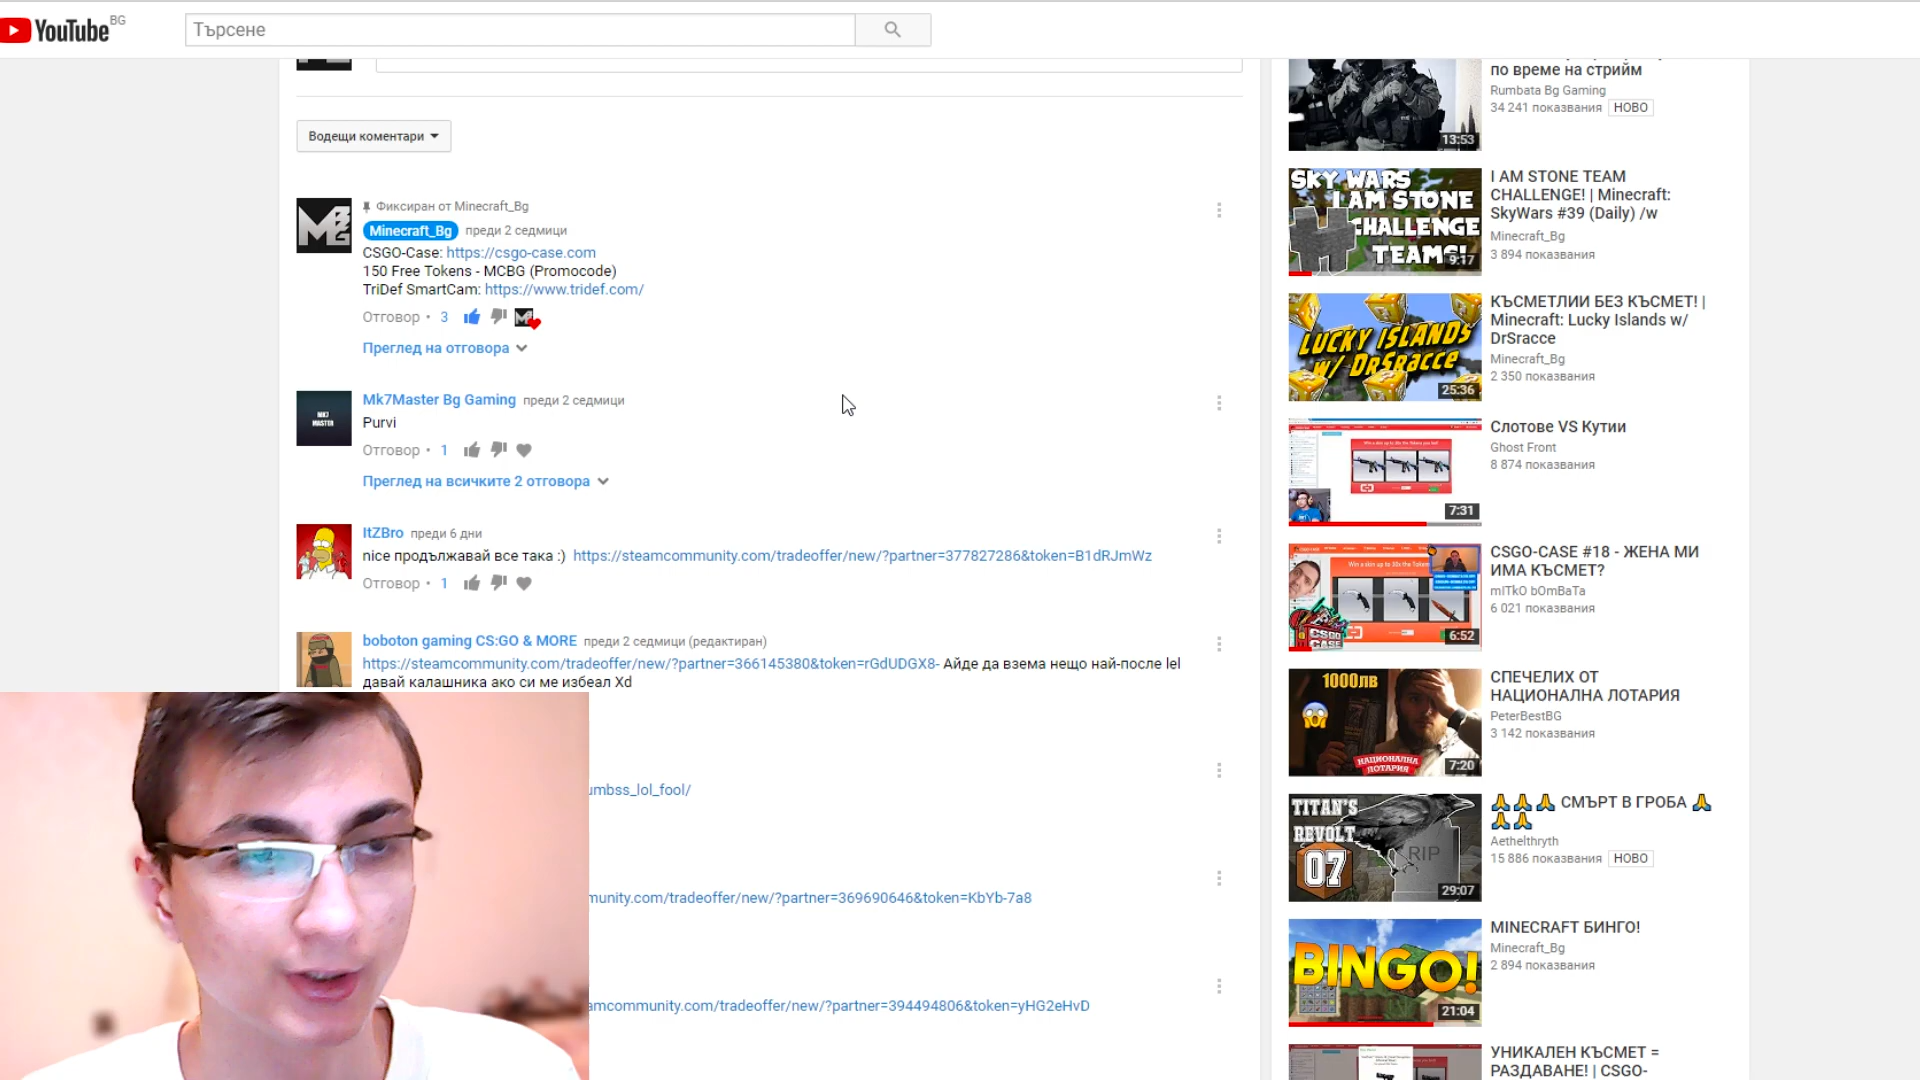 YouTube BG
Търсене
Водещи коментари
Фиксиран от Minecraft_Bg
Minecraft_Bg преди 2 седмици
CSGO-Case: https://csgo-case.com
150 Free Tokens - MCBG (Promocode)
TriDef SmartCam: https://www.tridef.com/
Отговор • 3
Преглед на отговора
MK7
MASTER
Mk7Master Bg Gaming преди 2 седмици
Purvi
Отговор • 1
Преглед на всичките 2 отговора
ItZBro преди 6 дни
nice продължавай все така :) https://steamcommunity.com/tradeoffer/new/?partner=377827286&token=B1dRJmWz
Отговор • 1
boboton gaming CS:GO & MORE преди 2 седмици (редактиран)
https://steamcommunity.com/tradeoffer/new/?partner=366145380&token=rGdUDGX8- Айде да взема нещо най-после lel
давай калашника ако си ме избеал Xd
umbss_lol_fool/
munity.com/tradeoffer/new/?partner=369690646&token=KbYb-7a8
amcommunity.com/tradeoffer/new/?partner=394494806&token=yHG2eHvD
по време на стрийм
Rumbata Bg Gaming
34 241 показвания НОВО
13:53
SKY WARS
I AM STONE
CHALLENGE
TEAMS!
9:17
I AM STONE TEAM
CHALLENGE! | Minecraft:
SkyWars #39 (Daily) /w
Minecraft_Bg
3 894 показвания
LUCKY ISLANDS
W/ DRSRACCE
25:36
КЪСМЕТЛИИ БЕЗ КЪСМЕТ! |
Minecraft: Lucky Islands w/
DrSracce
Minecraft_Bg
2 350 показвания
7:31
Слотове VS Кутии
Ghost Front
8 874 показвания
CSGO
CASE
6:52
CSGO-CASE #18 - ЖЕНА МИ
ИМА КЪСМЕТ?
mITkO bOmBaTa
6 021 показвания
1000ЛВ
НАЦИОНАЛНА
ЛОТАРИЯ
7:20
СПЕЧЕЛИХ ОТ
НАЦИОНАЛНА ЛОТАРИЯ
PeterBestBG
3 142 показвания
TITAN'S
REVOLT
07
RIP
29:07
🙏🙏🙏 СМЪРТ В ГРОБА 🙏
🙏🙏
Aethelthryth
15 886 показвания НОВО
BINGO!
21:04
MINECRAFT БИНГО!
Minecraft_Bg
2 894 показвания
УНИКАЛЕН КЪСМЕТ =
РАЗДАВАНЕ! | CSGO-